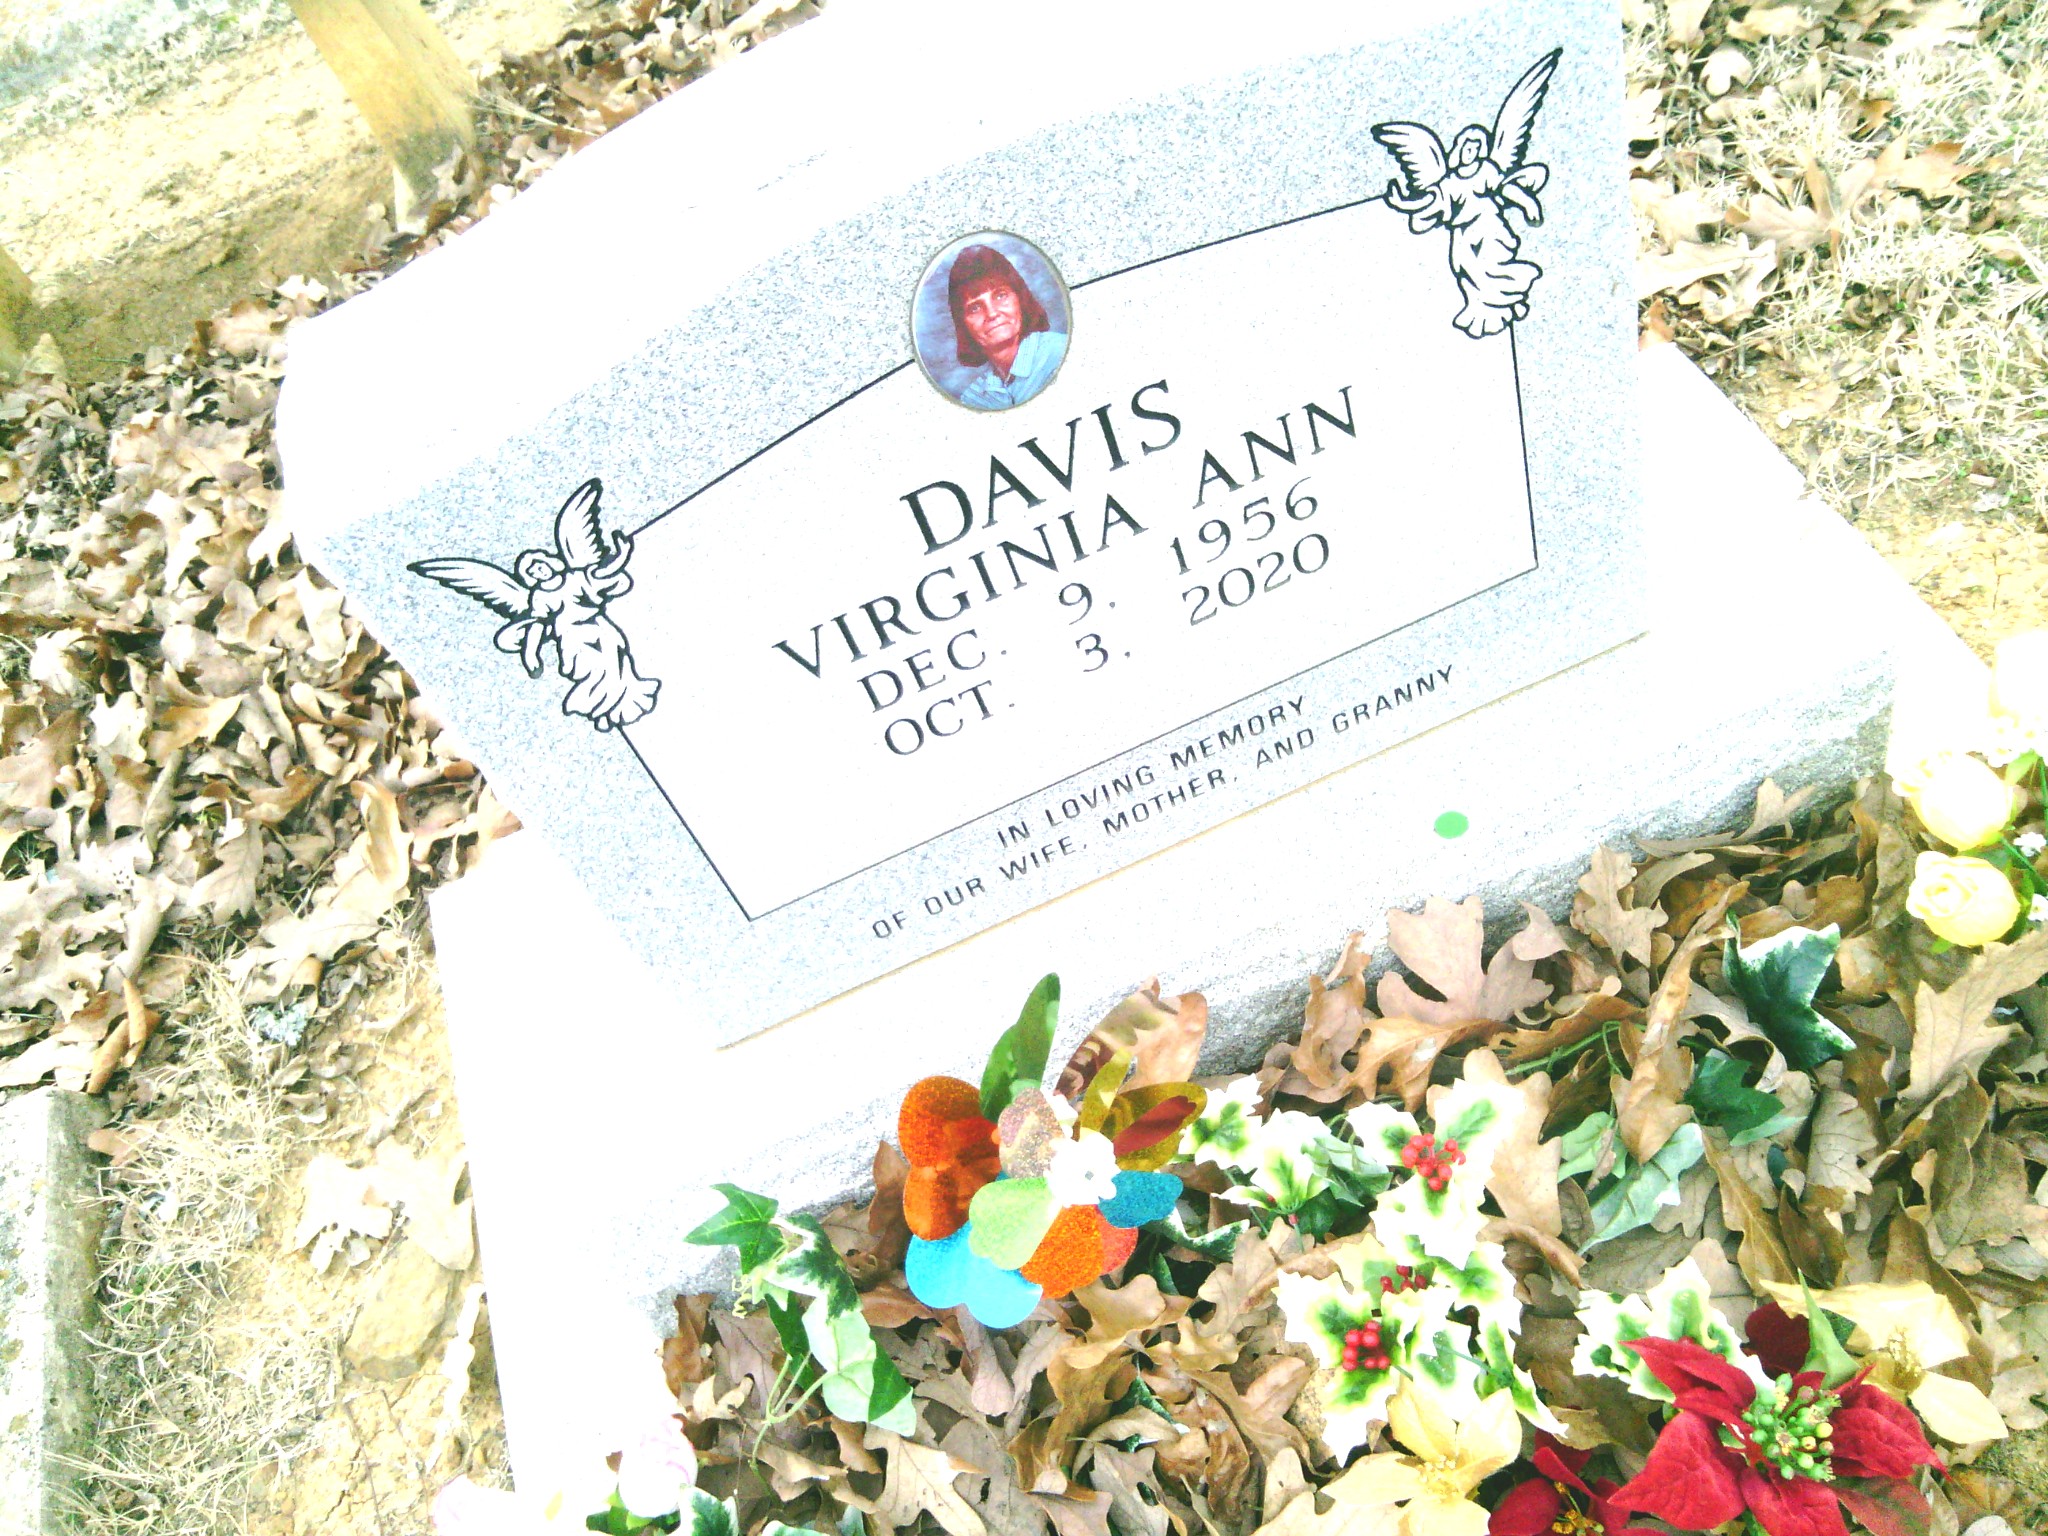 DAVIS
VIRGINIA ANN
DEC. 9. 1956
OCT. 3. 2020
IN LOVING MEMORY
OF OUR WIFE, MOTHER, AND GRANNY